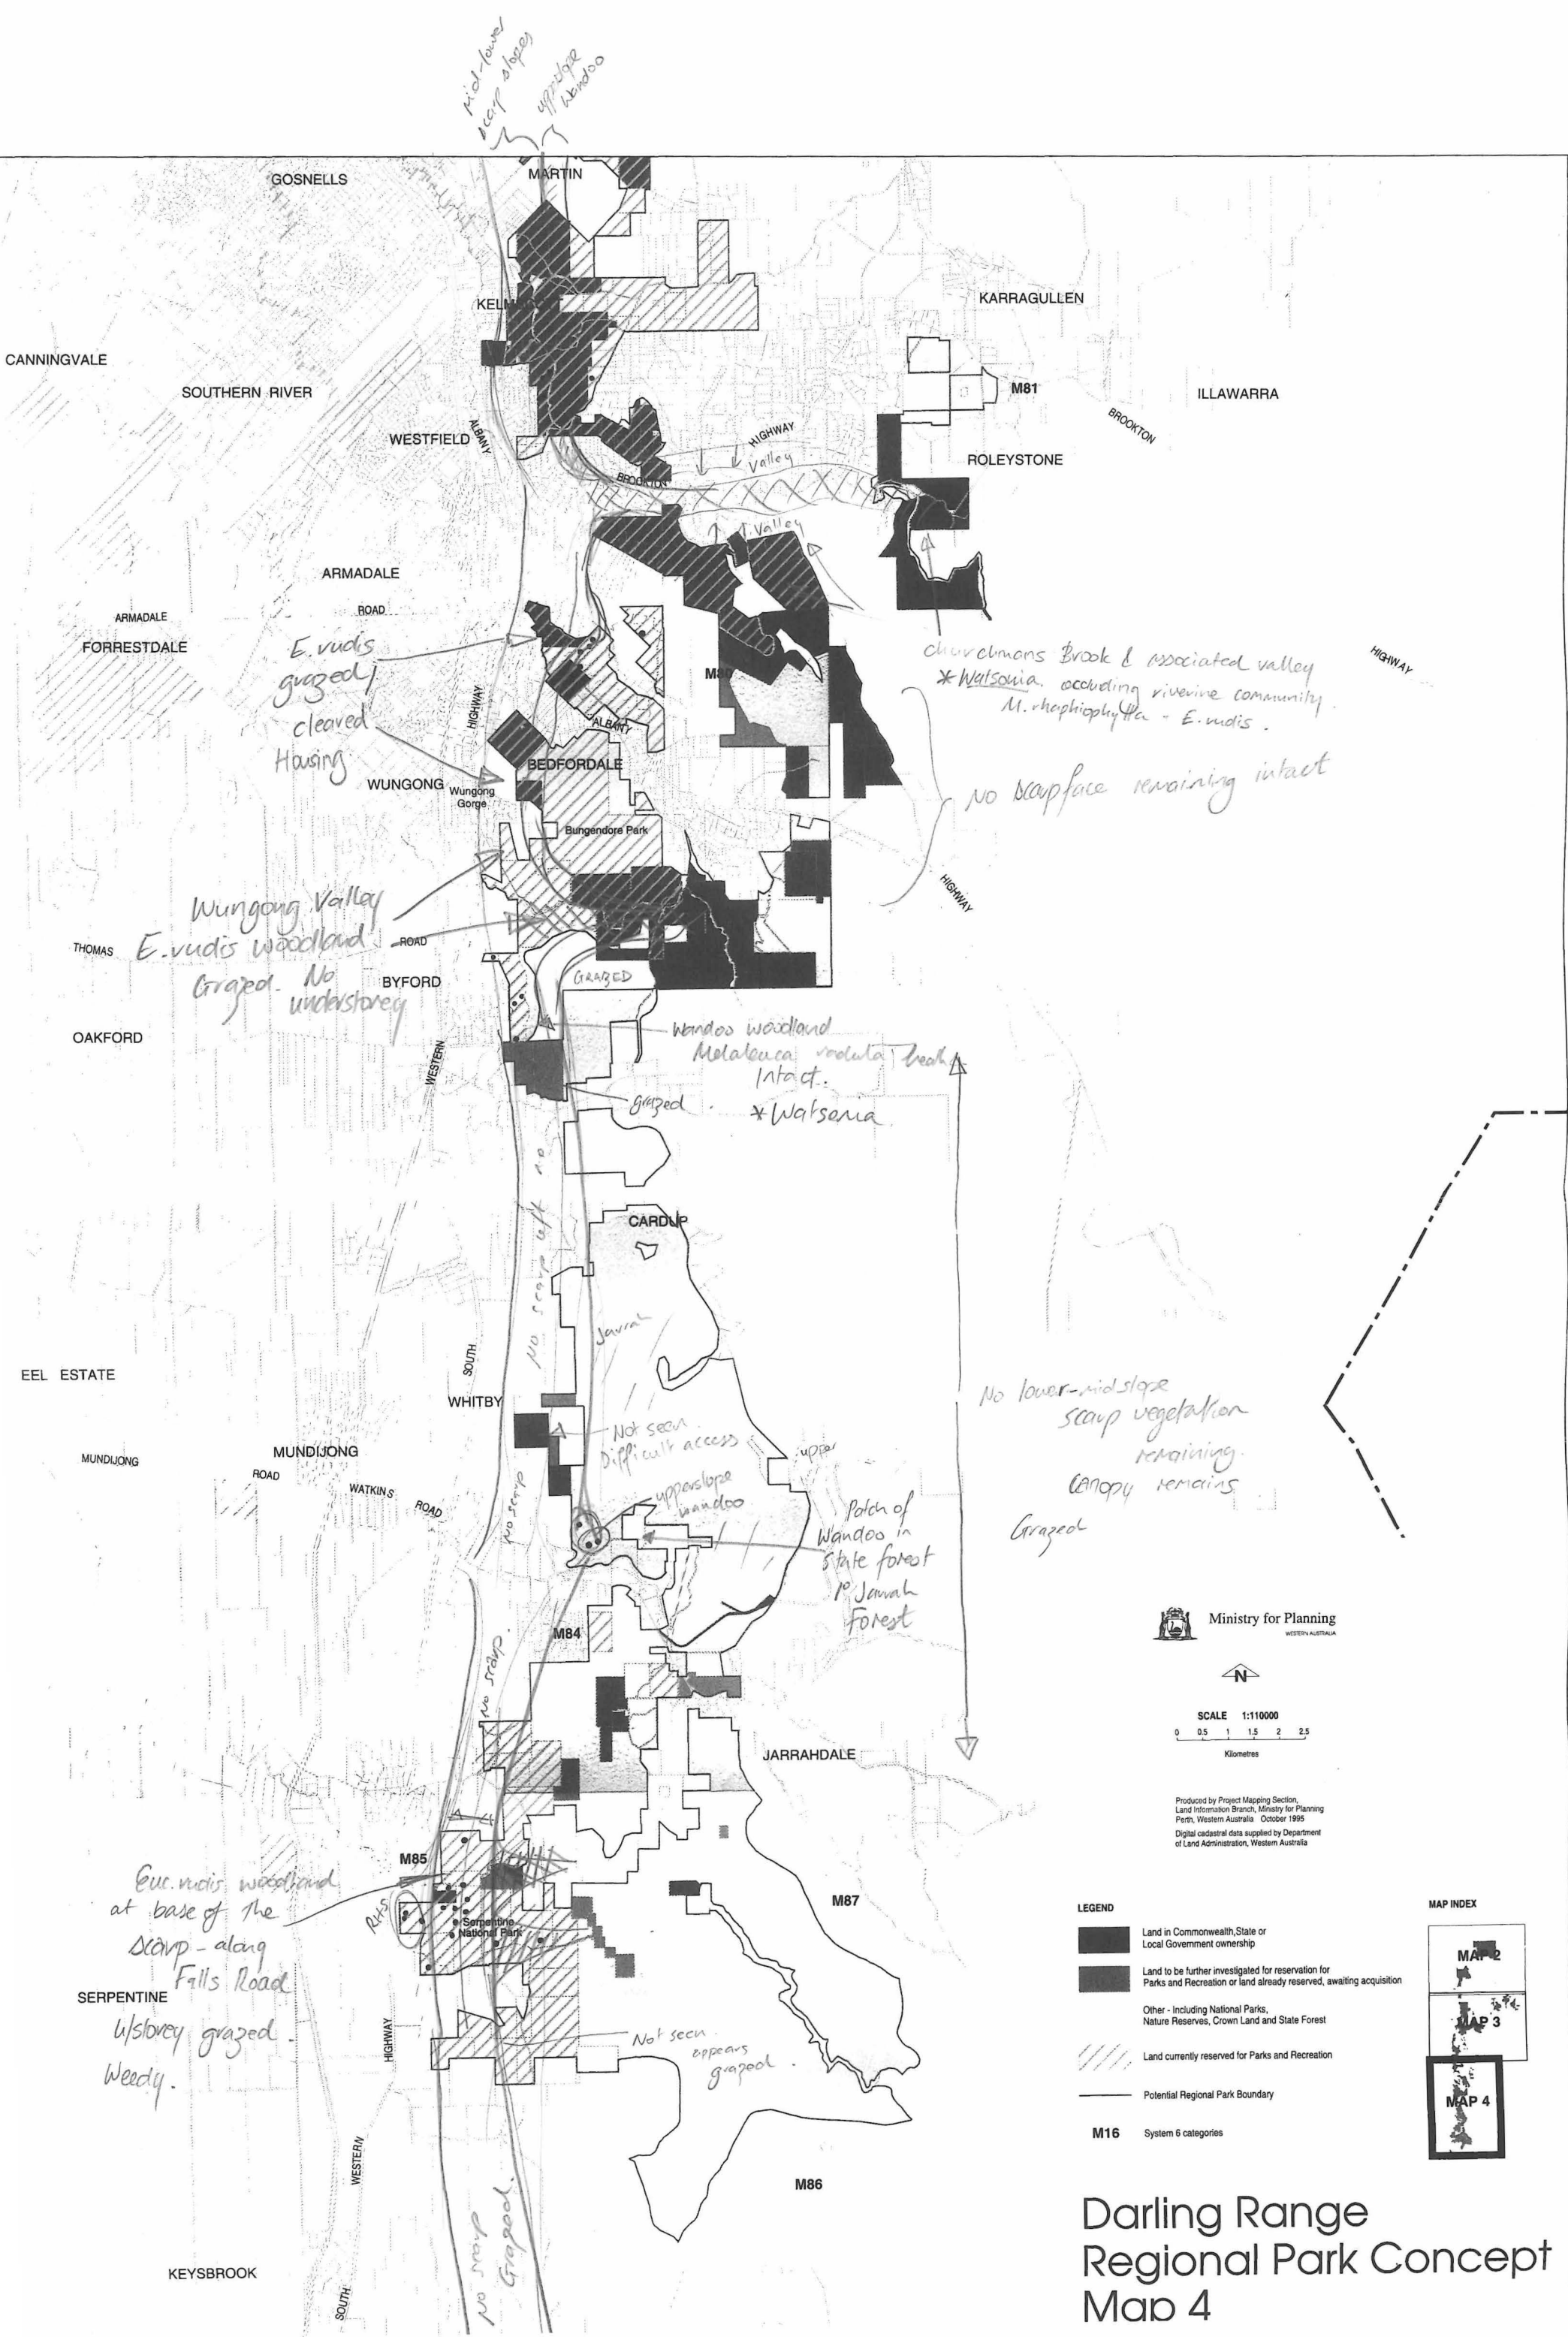 mid-lower
scarp slopes
upperslope
Wandoo
GOSNELLS
MARTIN
KARRAGULLEN
CANNINGVALE
SOUTHERN RIVER
M81
ILLAWARRA
BROOKTON
WESTFIELD
ALBANY
HIGHWAY
valley
BROOKTON
ROLEYSTONE
valley
ARMADALE
ROAD
ARMADALE
FORRESTDALE
E. rudis
grazed/
cleared
Housing
HIGHWAY
ALBANY
Churchmans Brook & associated valley
* Watsonia occluding riverine community
M. rhaphiophylla - E. rudis.
HIGHWAY
BEDFORDALE
WUNGONG
Wungong
Gorge
No scarp face remaining intact
Bungendore Park
HIGHWAY
Wungong Valley
E. rudis woodland
Grazed. No
understorey
THOMAS
ROAD
BYFORD
GRAZED
OAKFORD
WESTERN
Wandoo woodland
Melaleuca radula heath
Intact.
* Watsonia
grazed.
No scarp left
CARDUP
Jarrah
EEL ESTATE
SOUTH
WHITBY
No lower-midslope
scarp vegetation
remaining.
Canopy remains
Grazed
Not seen.
Difficult access
MUNDIJONG
MUNDIJONG
ROAD
WATKINS
ROAD
No scarp
upper
upperslope
wandoo
Patch of
Wandoo in
State forest
Jarrah
Forest
M84
No scarp.
JARRAHDALE
M85
Euc. rudis woodland
at base of the
scarp - along
Falls Road
u/storey grazed.
Weedy.
RHS
Serpentine
National Park
M87
SERPENTINE
HIGHWAY
Not seen.
appears
grazed.
WESTERN
M86
No scarp
Grazed.
KEYSBROOK
SOUTH
Ministry for Planning
WESTERN AUSTRALIA
N
SCALE 1:110000
0 0.5 1 1.5 2 2.5
Kilometres
Produced by Project Mapping Section,
Land Information Branch, Ministry for Planning
Perth, Western Australia October 1995
Digital cadastral data supplied by Department
of Land Administration, Western Australia
LEGEND
Land in Commonwealth,State or
Local Government ownership
Land to be further investigated for reservation for
Parks and Recreation or land already reserved, awaiting acquisition
Other - Including National Parks,
Nature Reserves, Crown Land and State Forest
Land currently reserved for Parks and Recreation
Potential Regional Park Boundary
M16 System 6 categories
MAP INDEX
MAP 2
MAP 3
MAP 4
Darling Range
Regional Park Concept
Map 4